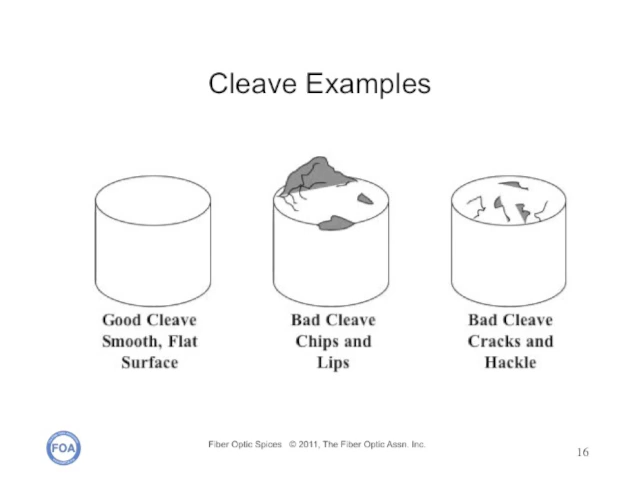 Cleave Examples
Good Cleave
Smooth, Flat
Surface
Bad Cleave
Chips and
Lips
Bad Cleave
Cracks and
Hackle
FOA
Fiber Optic Spices © 2011, The Fiber Optic Assn. Inc.
16